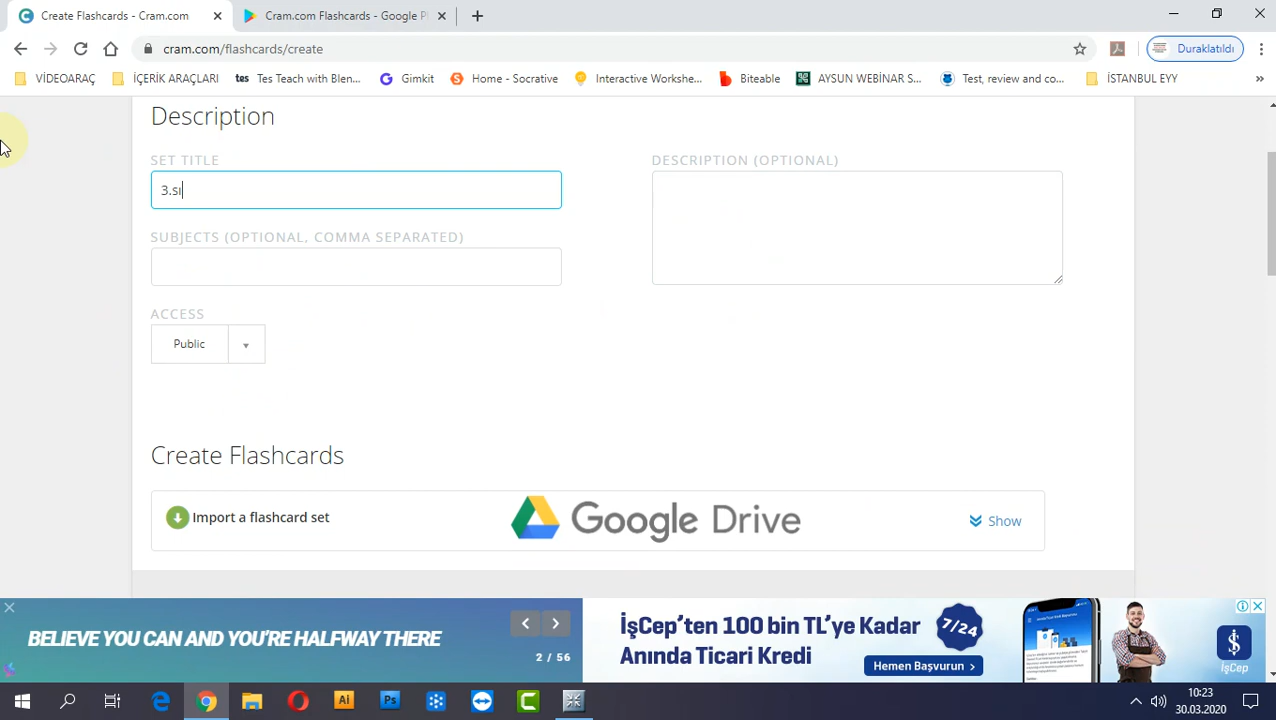 Create Flashcards - Cram.com
Cram.com Flashcards - Google Pl
cram.com/flashcards/create
Duraklatıldı
VİDEOARAÇ
İÇERİK ARAÇLARI
tes Tes Teach with Blen...
Gimkit
Home - Socrative
Interactive Workshe...
Biteable
AYSUN WEBİNAR S...
Test, review and co...
İSTANBUL EYY
Description
SET TITLE
DESCRIPTION (OPTIONAL)
3.sı
SUBJECTS (OPTIONAL, COMMA SEPARATED)
ACCESS
Public
Create Flashcards
Import a flashcard set
Google Drive
Show
BELIEVE YOU CAN AND YOU'RE HALFWAY THERE
2 / 56
İşCep'ten 100 bin TL'ye Kadar
Anında Ticari Kredi
7/24
Hemen Başvurun
İşCep
Ai
Ps
10:23
30.03.2020